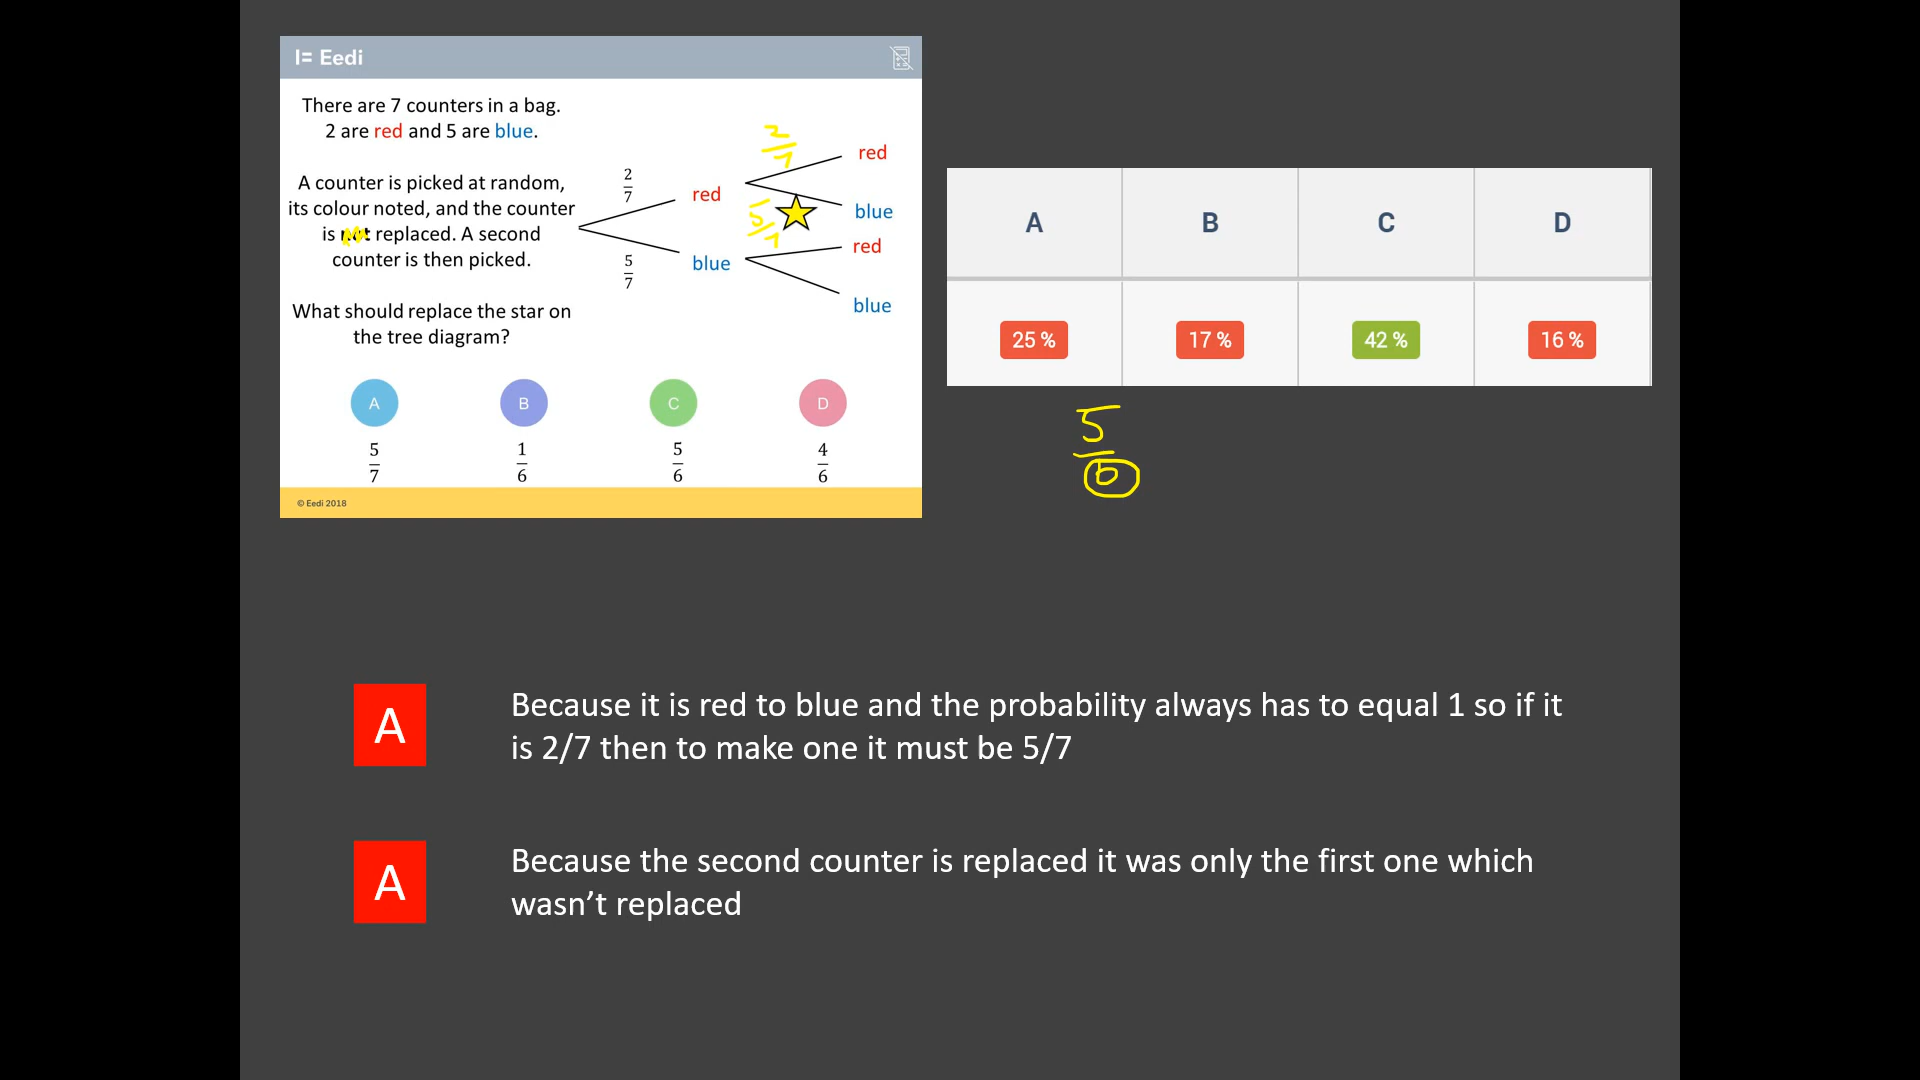 Eedi
There are 7 counters in a bag.
2 are red and 5 are blue.
A counter is picked at random,
its colour noted, and the counter
is not replaced. A second
counter is then picked.
What should replace the star on
the tree diagram?
2/7
5/7
red
blue
2/7
5/7
red
blue
red
blue
A
B
C
D
5/7
1/6
5/6
4/6
© Eedi 2018
A
B
C
D
25 %
17 %
42 %
16 %
5/6
A
Because it is red to blue and the probability always has to equal 1 so if it
is 2/7 then to make one it must be 5/7
A
Because the second counter is replaced it was only the first one which
wasn’t replaced